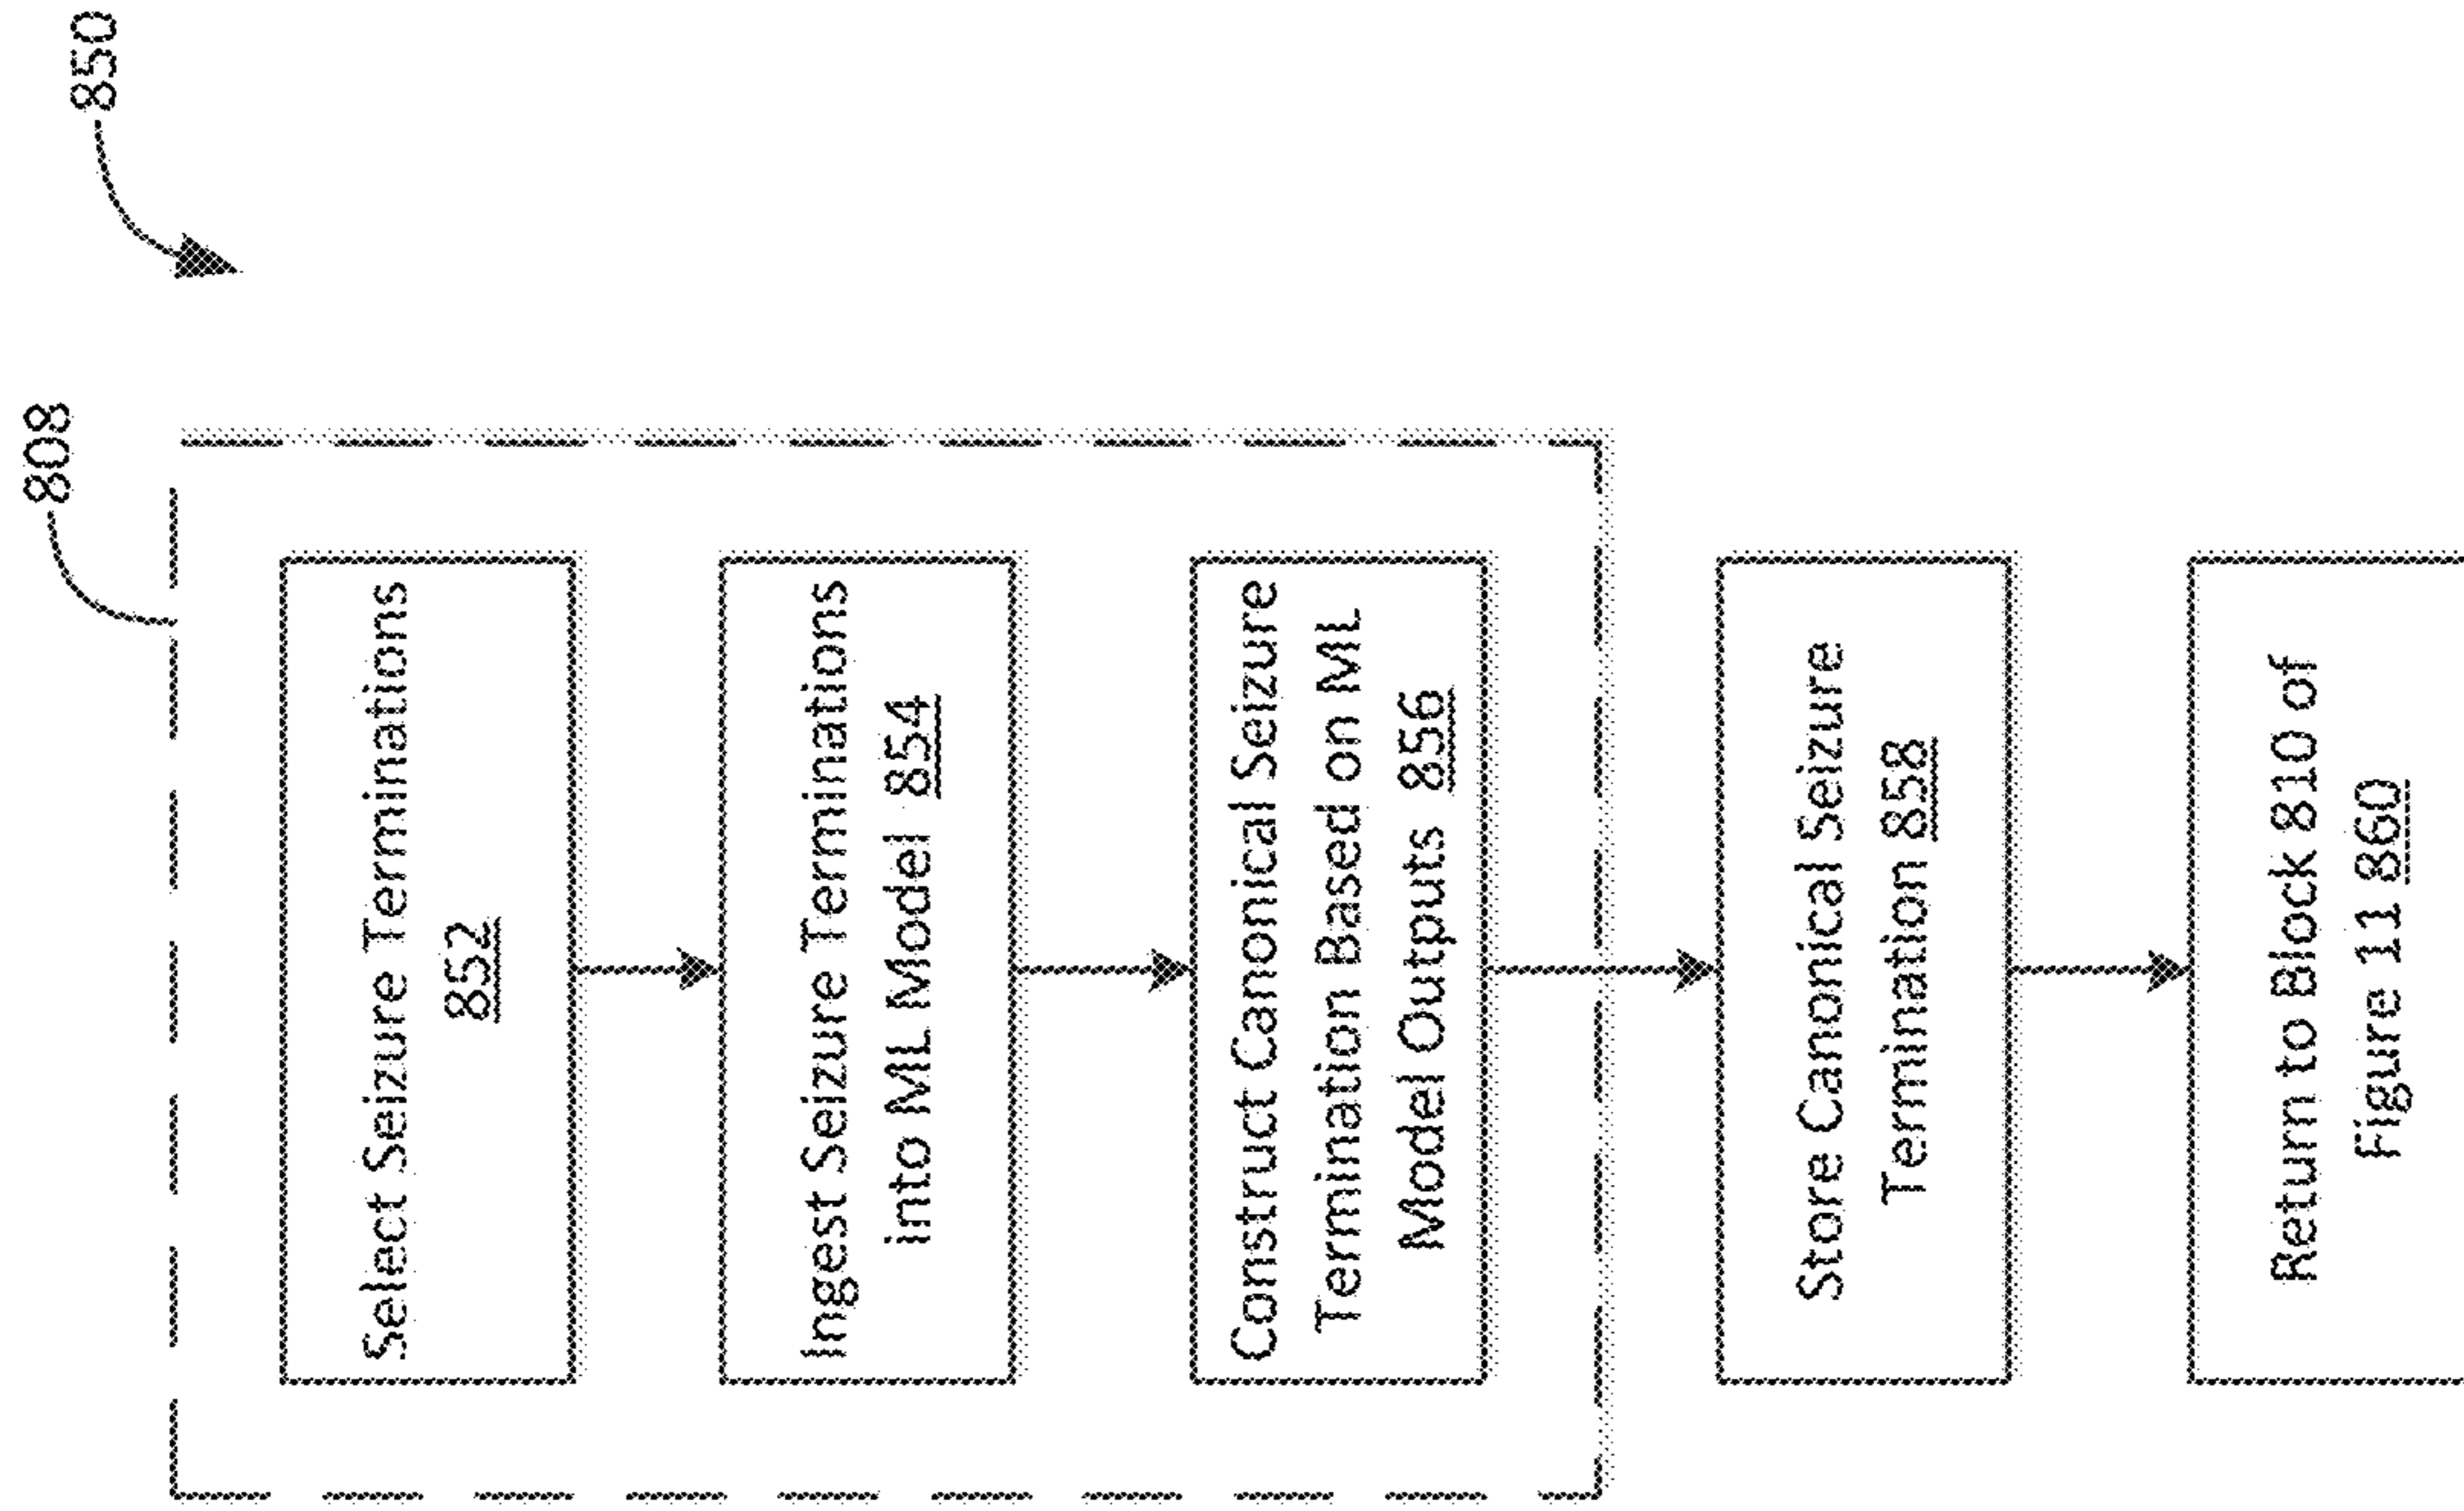 850
808
Select Seizure Terminations
852
Ingest Seizure Terminations
into ML Model 854
Construct Canonical Seizure
Termination Based on ML
Model Outputs 856
Store Canonical Seizure
Termination 858
Return to Block 810 of
Figure 11 860